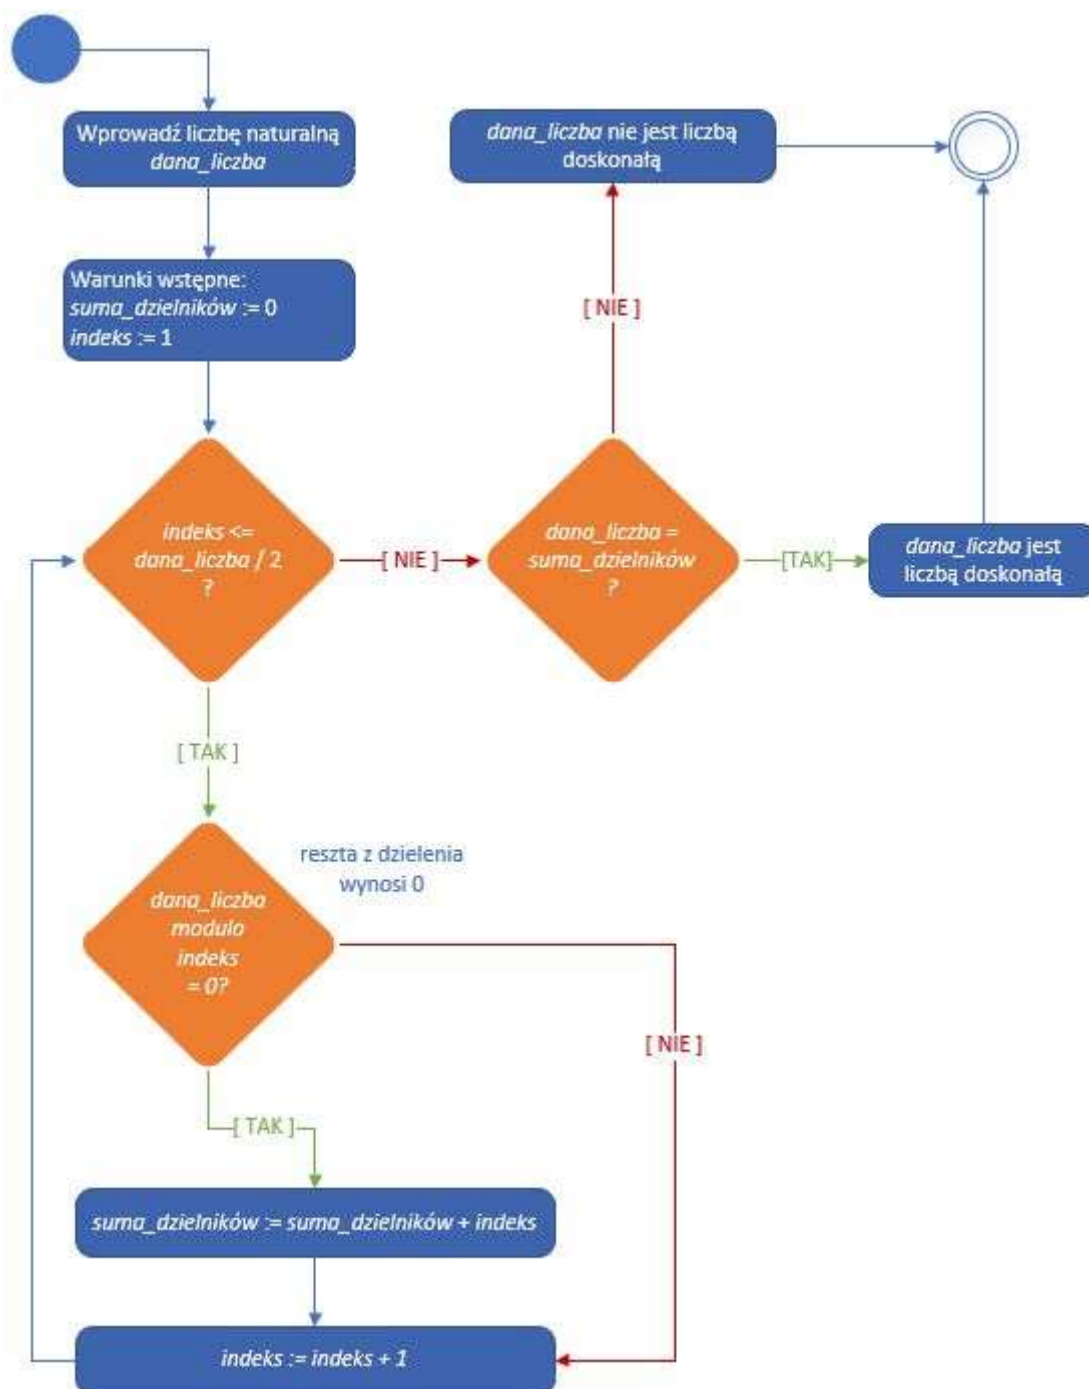 Wprowadź liczbę naturalną
dana_liczba
Warunki wstępne:
suma_dzielników := 0
indeks := 1
indeks <=
dana_liczba / 2
?
[ NIE ]
dana_liczba =
suma_dzielników
?
[ NIE ]
dana_liczba nie jest liczbą
doskonałą
[TAK]
dana_liczba jest
liczbą doskonałą
[ TAK ]
dana_liczba
modulo
indeks
= 0?
reszta z dzielenia
wynosi 0
[ NIE ]
[ TAK ]
suma_dzielników := suma_dzielników + indeks
indeks := indeks + 1